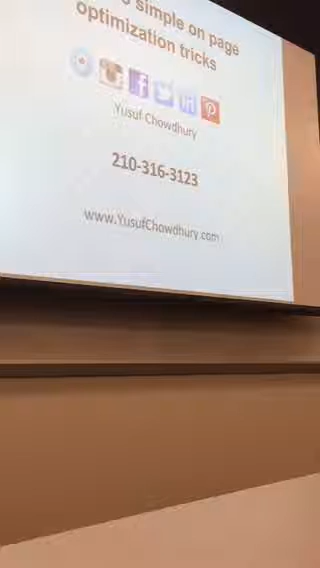 simple on page
optimization tricks
Yusuf Chowdhury
210-316-3123
www.YusufChowdhury.com